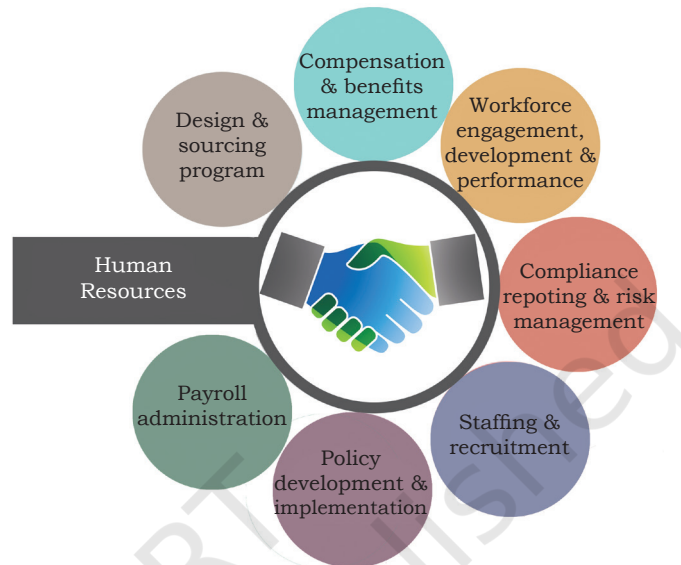 Compensation
& benefits
management
Workforce
engagement,
development &
performance
Design &
sourcing
program
Human
Resources
Compliance
repoting & risk
management
Payroll
administration
Staffing &
recruitment
Policy
development &
implementation